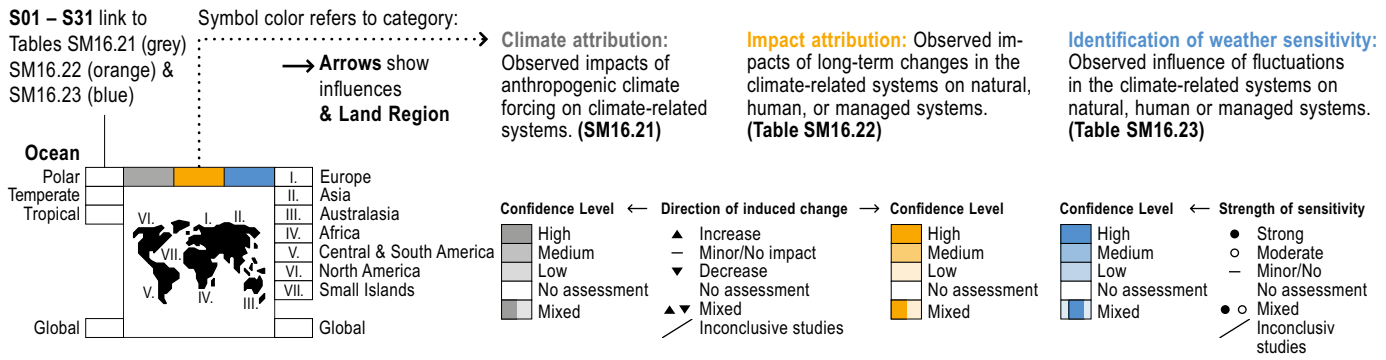 S01 – S31 link to
Tables SM16.21 (grey)
SM16.22 (orange) &
SM16.23 (blue)
Symbol color refers to category:
Arrows show
influences
& Land Region
Climate attribution:
Observed impacts of
anthropogenic climate
forcing on climate-related
systems. (SM16.21)
Impact attribution: Observed im-
pacts of long-term changes in the
climate-related systems on natural,
human, or managed systems.
(Table SM16.22)
Identification of weather sensitivity:
Observed influence of fluctuations
in the climate-related systems on
natural, human or managed systems.
(Table SM16.23)
Ocean
Polar
Temperate
Tropical
Global
I. Europe
II. Asia
III. Australasia
IV. Africa
V. Central & South America
VI. North America
VII. Small Islands
Global
VI. I. II.
VII.
V. IV. III.
Confidence Level ← Direction of induced change → Confidence Level
High
Medium
Low
No assessment
Mixed
▲ Increase
– Minor/No impact
▼ Decrease
No assessment
▲▼ Mixed
Inconclusive studies
High
Medium
Low
No assessment
Mixed
Confidence Level ← Strength of sensitivity
High
Medium
Low
No assessment
Mixed
● Strong
○ Moderate
– Minor/No
No assessment
● ○ Mixed
Inconclusiv
studies